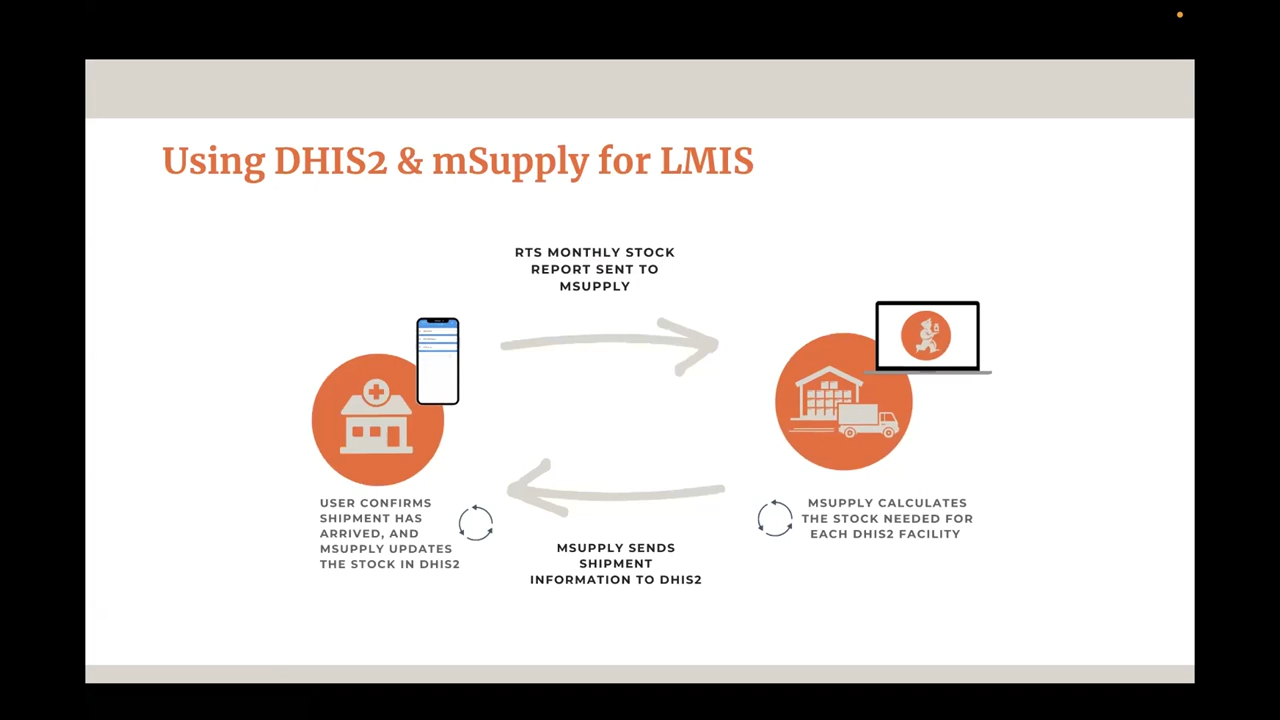 Using DHIS2 & mSupply for LMIS
RTS MONTHLY STOCK
REPORT SENT TO
MSUPPLY
USER CONFIRMS
SHIPMENT HAS
ARRIVED, AND
MSUPPLY UPDATES
THE STOCK IN DHIS2
MSUPPLY SENDS
SHIPMENT
INFORMATION TO DHIS2
MSUPPLY CALCULATES
THE STOCK NEEDED FOR
EACH DHIS2 FACILITY